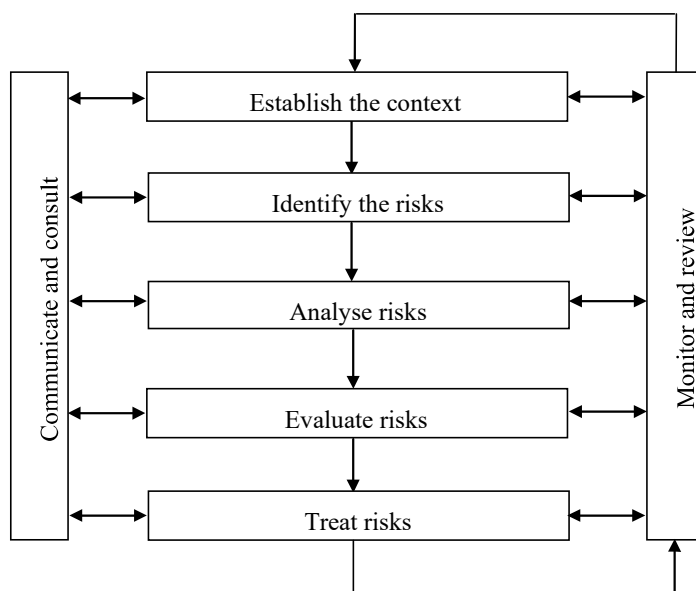 Establish the context
Identify the risks
Analyse risks
Evaluate risks
Treat risks
Communicate and consult
Monitor and review